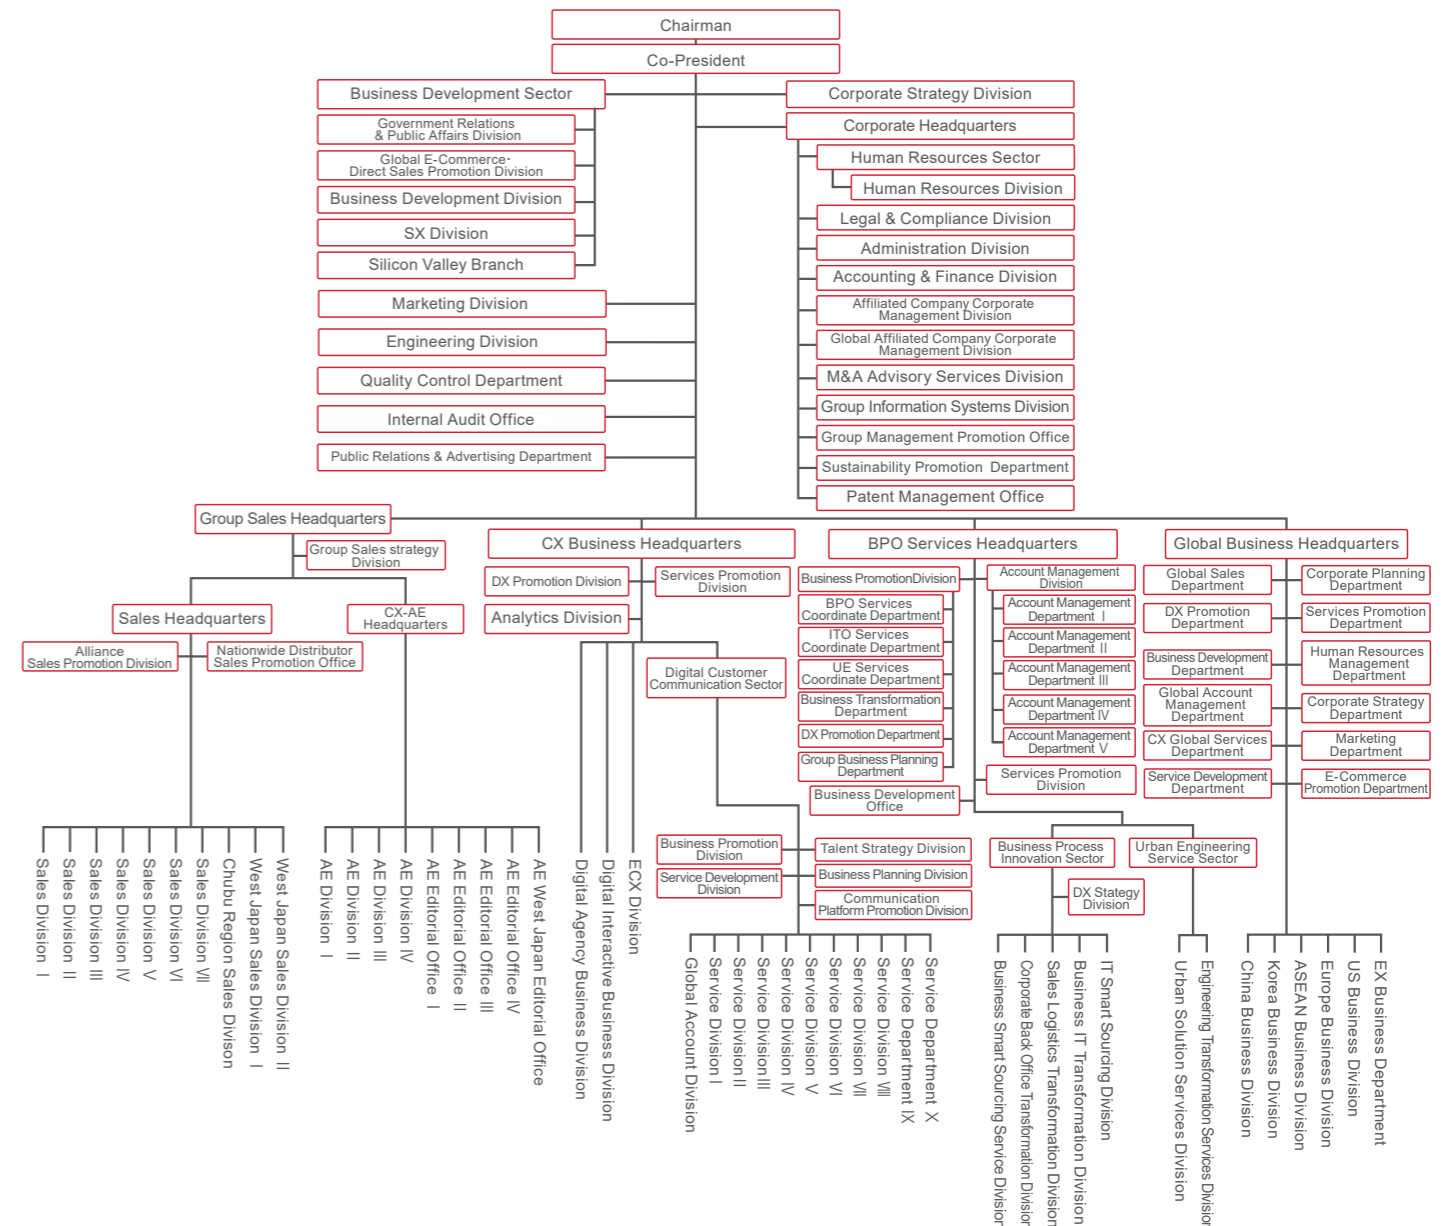 Chairman
Co-President
Business Development Sector
Government Relations
& Public Affairs Division
Global E-Commerce·
Direct Sales Promotion Division
Business Development Division
SX Division
Silicon Valley Branch
Marketing Division
Engineering Division
Quality Control Department
Internal Audit Office
Public Relations & Advertising Department
Corporate Strategy Division
Corporate Headquarters
Human Resources Sector
Human Resources Division
Legal & Compliance Division
Administration Division
Accounting & Finance Division
Affiliated Company Corporate
Management Division
Global Affiliated Company Corporate
Management Division
M&A Advisory Services Division
Group Information Systems Division
Group Management Promotion Office
Sustainability Promotion Department
Patent Management Office
Group Sales Headquarters
Group Sales strategy
Division
Sales Headquarters
CX-AE
Headquarters
Alliance
Sales Promotion Division
Nationwide Distributor
Sales Promotion Office
Sales Division I
Sales Division II
Sales Division III
Sales Division IV
Sales Division V
Sales Division VI
Sales Division VII
Chubu Region Sales Divison
West Japan Sales Division I
West Japan Sales Division II
AE Division I
AE Division II
AE Division III
AE Division IV
AE Editorial Office I
AE Editorial Office II
AE Editorial Office III
AE Editorial Office IV
AE West Japan Editorial Office
CX Business Headquarters
DX Promotion Division
Services Promotion
Division
Analytics Division
Digital Customer
Communication Sector
Digital Agency Business Division
Digital Interactive Business Division
ECX Division
Business Promotion
Division
Talent Strategy Division
Service Development
Division
Business Planning Division
Communication
Platform Promotion Division
Global Account Division
Service Division I
Service Division II
Service Division III
Service Division IV
Service Division V
Service Division VI
Service Division VII
Service Division VIII
Service Department IX
Service Department X
BPO Services Headquarters
Business PromotionDivision
BPO Services
Coordinate Department
ITO Services
Coordinate Department
UE Services
Coordinate Department
Business Transformation
Department
DX Promotion Department
Group Business Planning
Department
Account Management
Division
Account Management
Department I
Account Management
Department II
Account Management
Department III
Account Management
Department IV
Account Management
Department V
Services Promotion
Division
Business Development
Office
Business Process
Innovation Sector
Urban Engineering
Service Sector
DX Stategy
Division
Business Smart Sourcing Service Division
Corporate Back Office Transformation Division
Sales Logistics Transformation Division
Business IT Transformation Division
IT Smart Sourcing Division
Urban Solution Services Division
Engineering Transformation Services Division
Global Business Headquarters
Global Sales
Department
Corporate Planning
Department
DX Promotion
Department
Services Promotion
Department
Business Development
Department
Human Resources
Management
Department
Global Account
Management
Department
Corporate Strategy
Department
CX Global Services
Department
Marketing
Department
Service Development
Department
E-Commerce
Promotion Department
China Business Division
Korea Business Division
ASEAN Business Division
Europe Business Division
US Business Division
EX Business Department